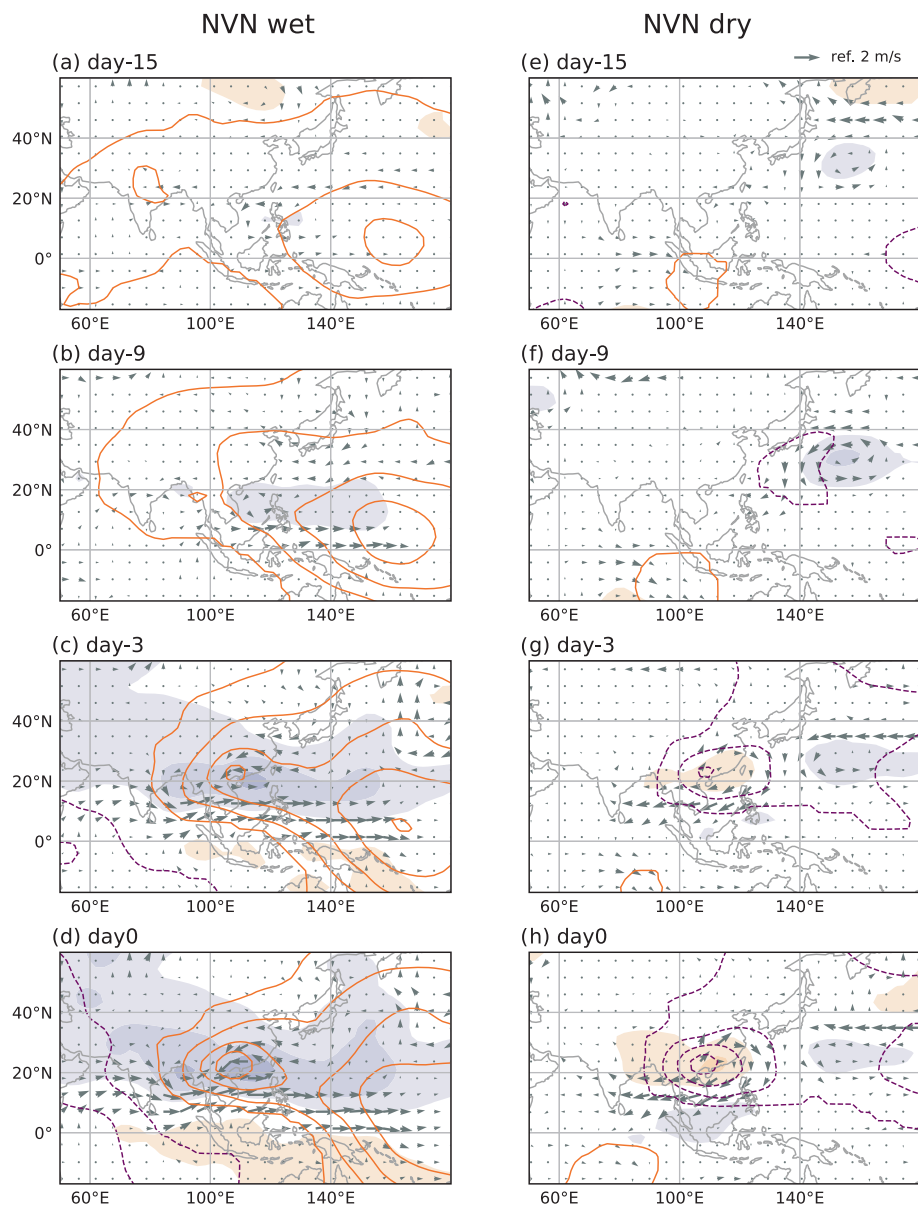 NVN wet
NVN dry
(a) day-15
(e) day-15
ref. 2 m/s
40°N
20°N
0°
60°E 100°E 140°E
60°E 100°E 140°E
(b) day-9
(f) day-9
40°N
20°N
0°
60°E 100°E 140°E
60°E 100°E 140°E
(c) day-3
(g) day-3
40°N
20°N
0°
60°E 100°E 140°E
60°E 100°E 140°E
(d) day0
(h) day0
40°N
20°N
0°
60°E 100°E 140°E
60°E 100°E 140°E